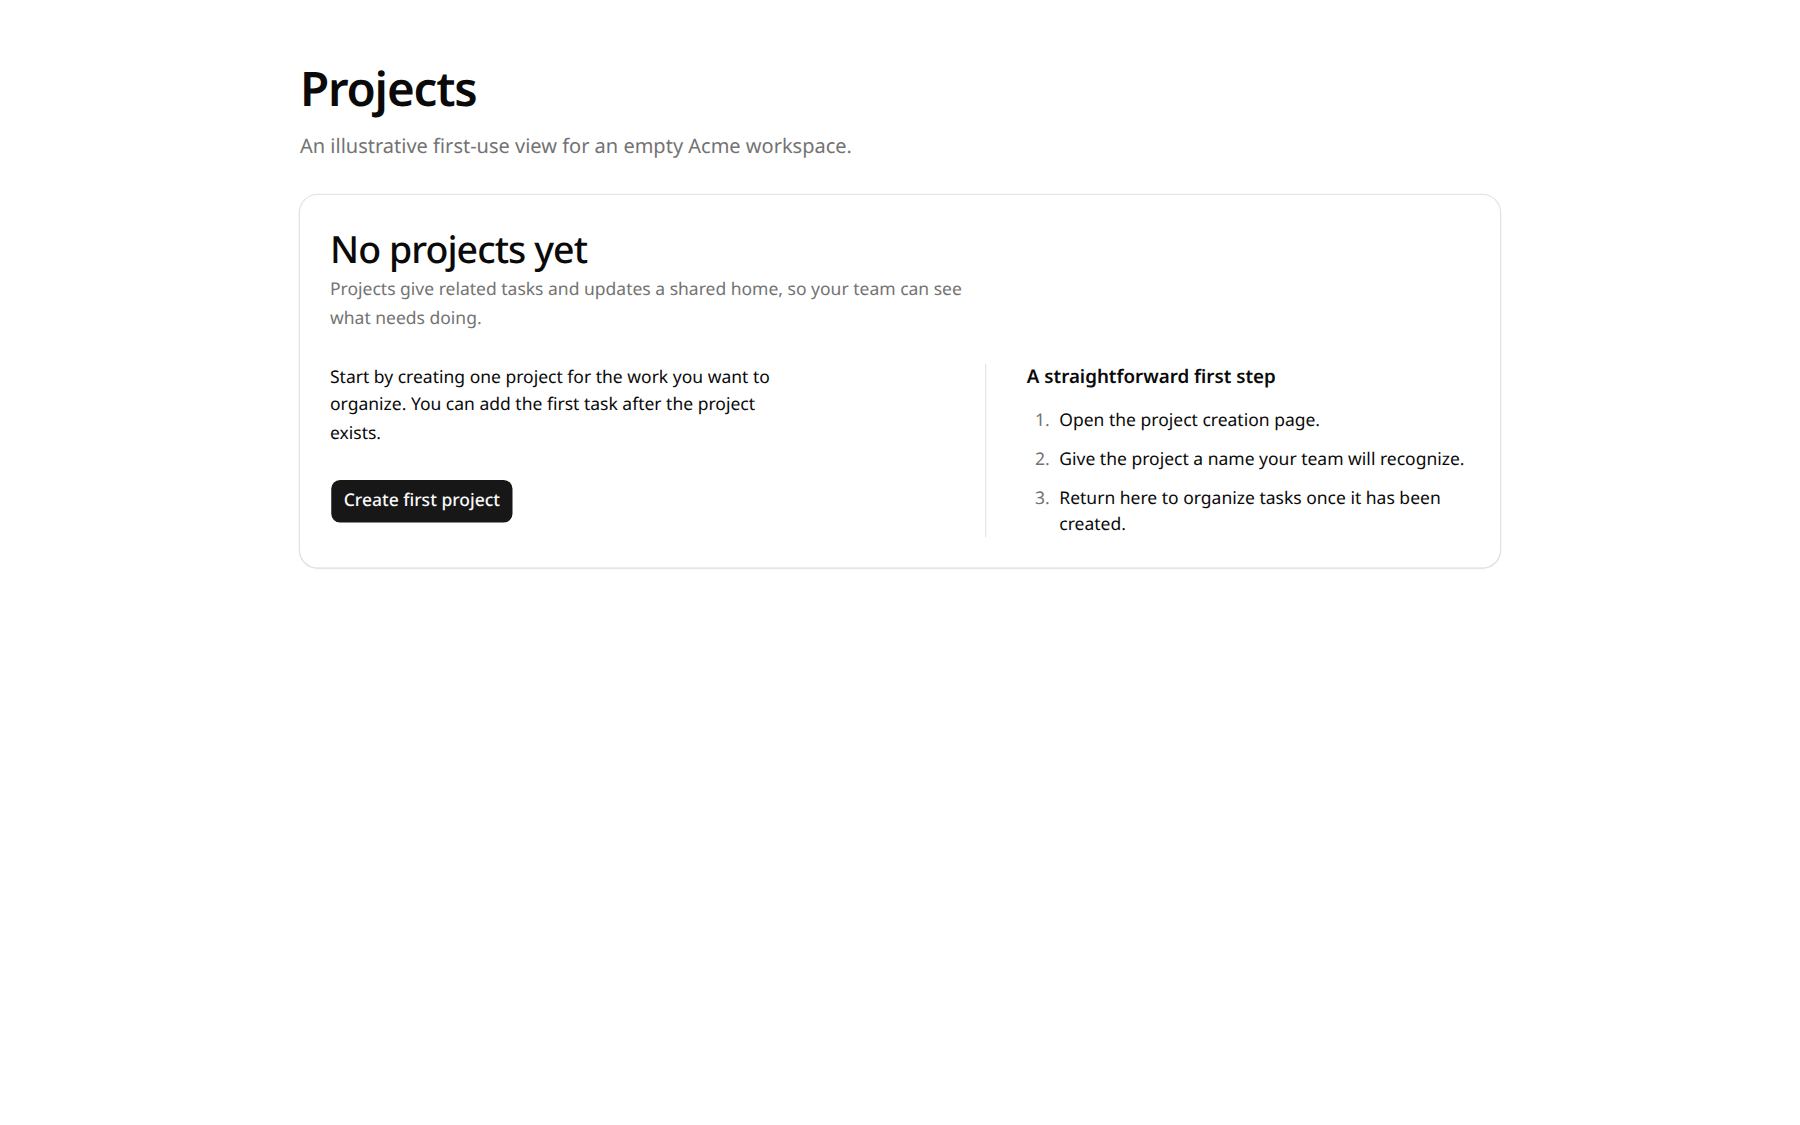 Projects
An illustrative first-use view for an empty Acme workspace.
No projects yet
Projects give related tasks and updates a shared home, so your team can see
what needs doing.
Start by creating one project for the work you want to
organize. You can add the first task after the project
exists.
Create first project
A straightforward first step
1. Open the project creation page.
2. Give the project a name your team will recognize.
3. Return here to organize tasks once it has been
created.